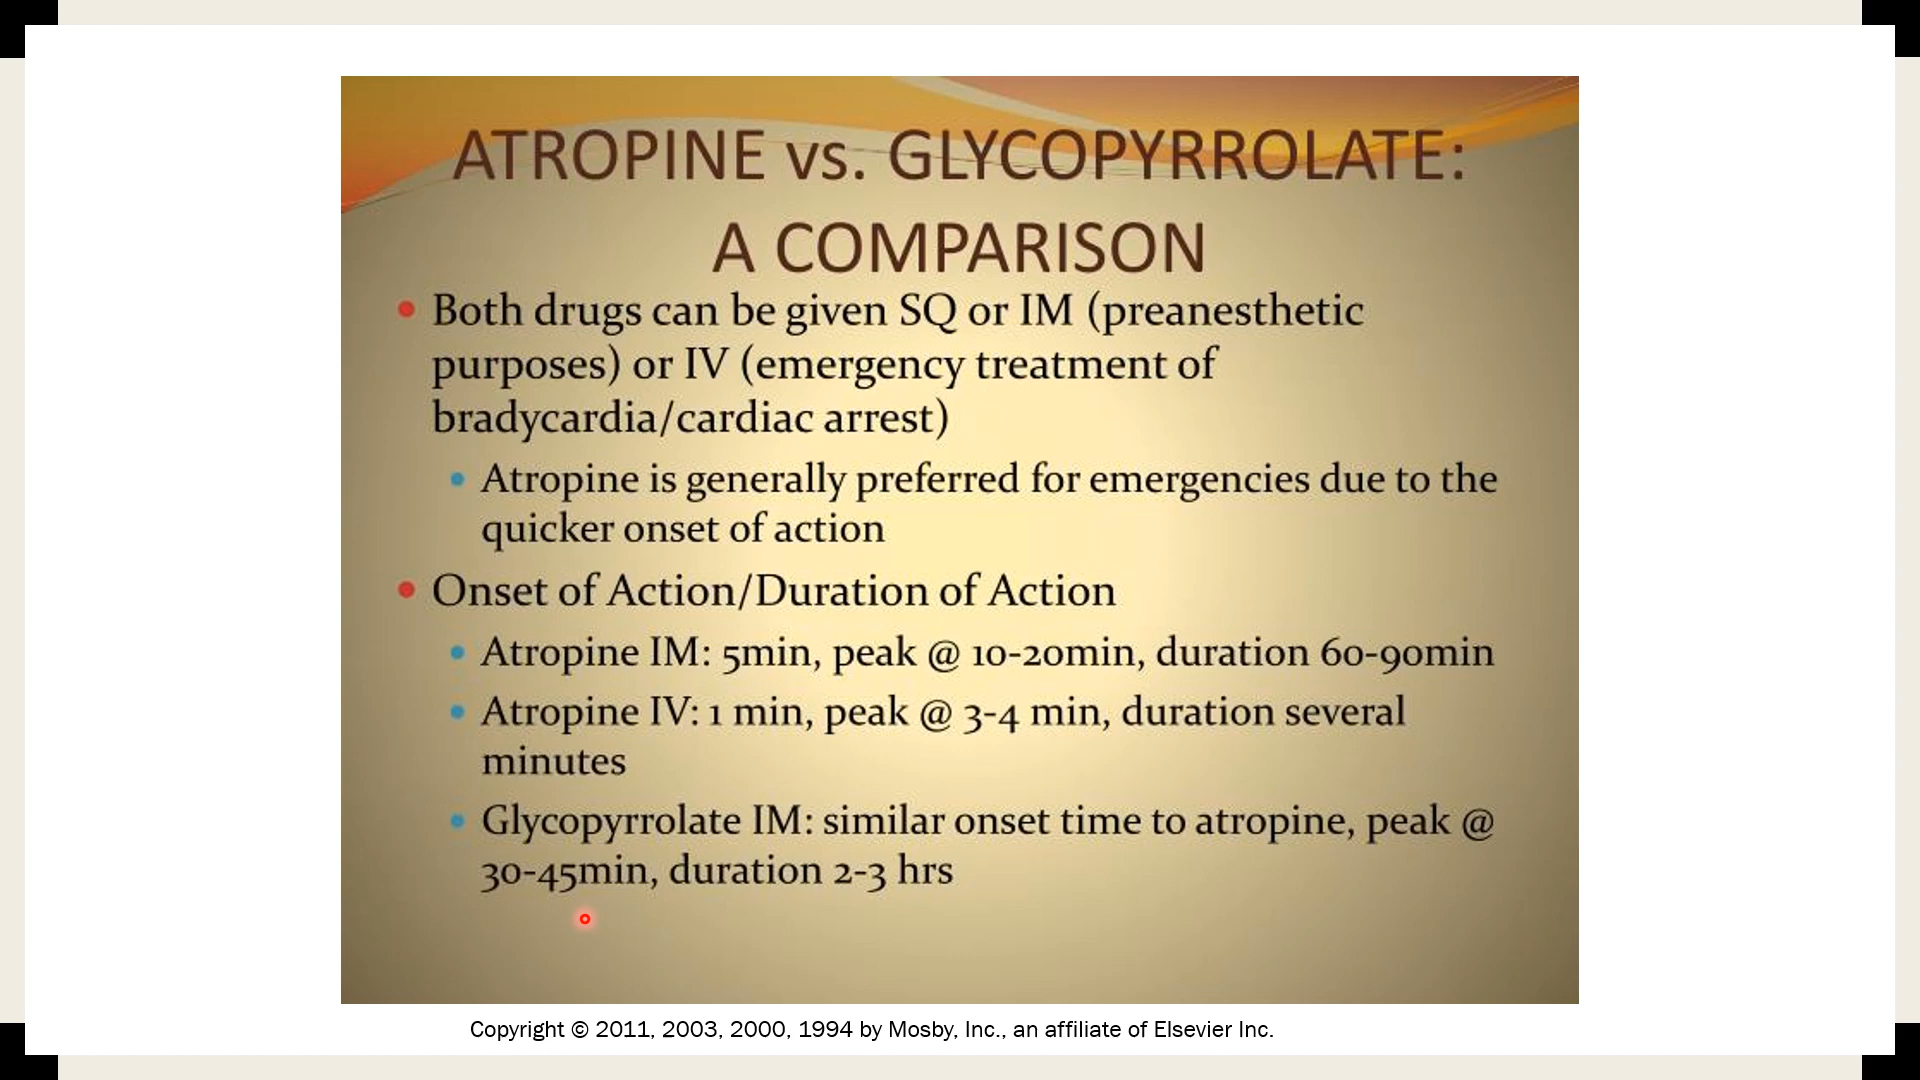 ATROPINE vs. GLYCOPYRROLATE:
A COMPARISON
• Both drugs can be given SQ or IM (preanesthetic
purposes) or IV (emergency treatment of
bradycardia/cardiac arrest)
• Atropine is generally preferred for emergencies due to the
quicker onset of action
• Onset of Action/Duration of Action
• Atropine IM: 5min, peak @ 10-20min, duration 60-90min
• Atropine IV: 1 min, peak @ 3-4 min, duration several
minutes
• Glycopyrrolate IM: similar onset time to atropine, peak @
30-45min, duration 2-3 hrs
Copyright © 2011, 2003, 2000, 1994 by Mosby, Inc., an affiliate of Elsevier Inc.